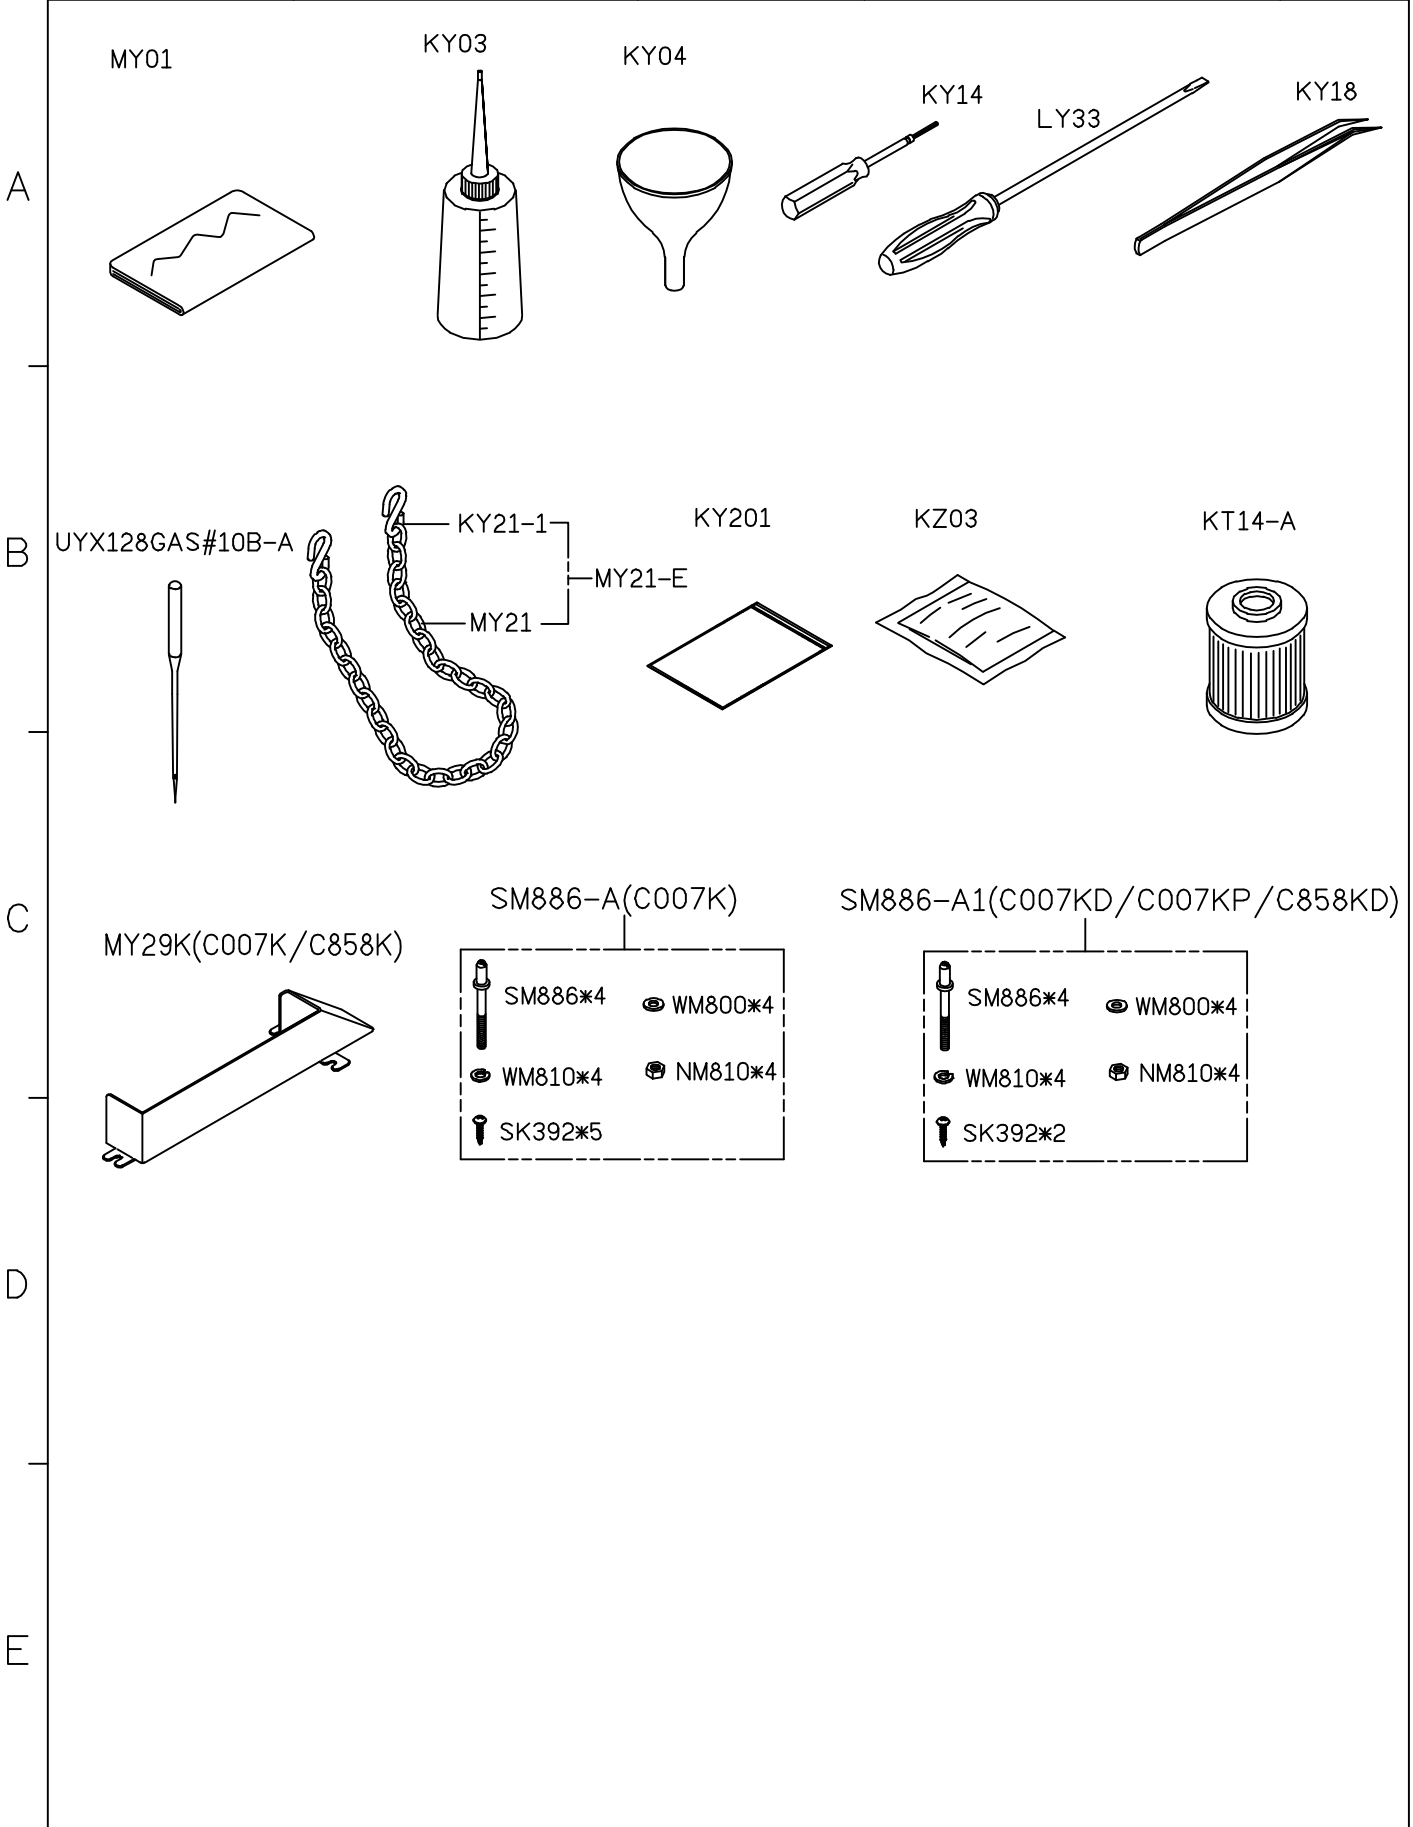 MY01
KY03
KY04
KY14
LY33
KY18
A
UYX128GAS#10B-A
KY21-1
MY21-E
MY21
KY201
KZ03
KT14-A
B
C
MY29K(C007K/C858K)
SM886-A(C007K)
SM886*4
WM800*4
WM810*4
NM810*4
SK392*5
SM886-A1(C007KD/C007KP/C858KD)
SM886*4
WM800*4
WM810*4
NM810*4
SK392*2
D
E